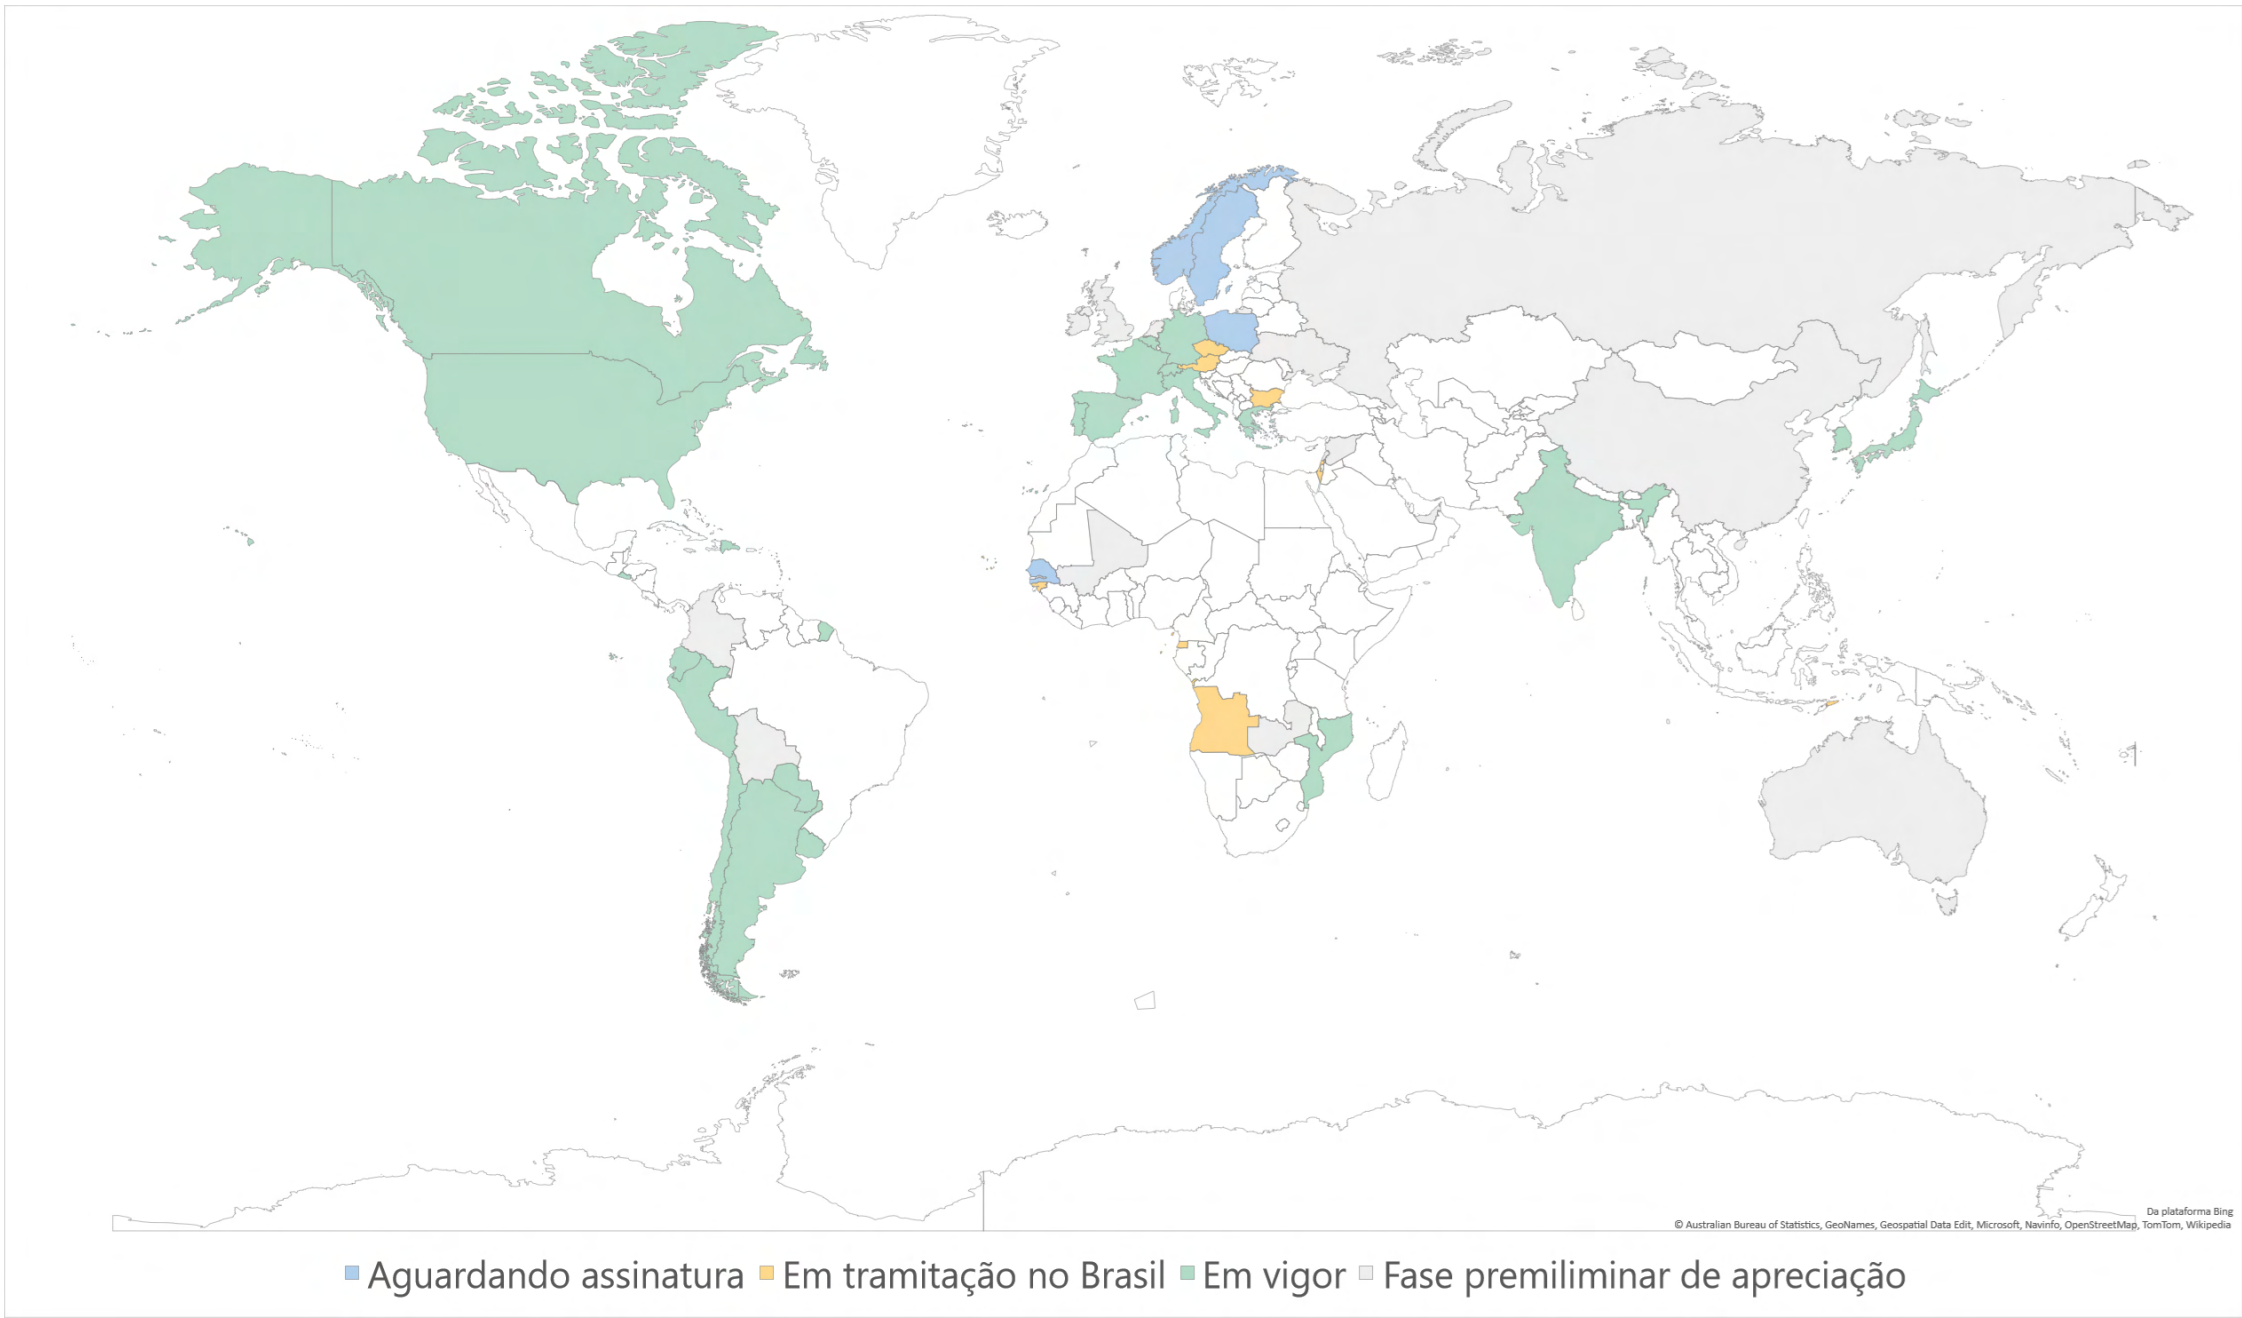 Da plataforma Bing
© Australian Bureau of Statistics, GeoNames, Geospatial Data Edit, Microsoft, Navinfo, OpenStreetMap, TomTom, Wikipedia
Aguardando assinatura Em tramitação no Brasil Em vigor Fase premiliminar de apreciação